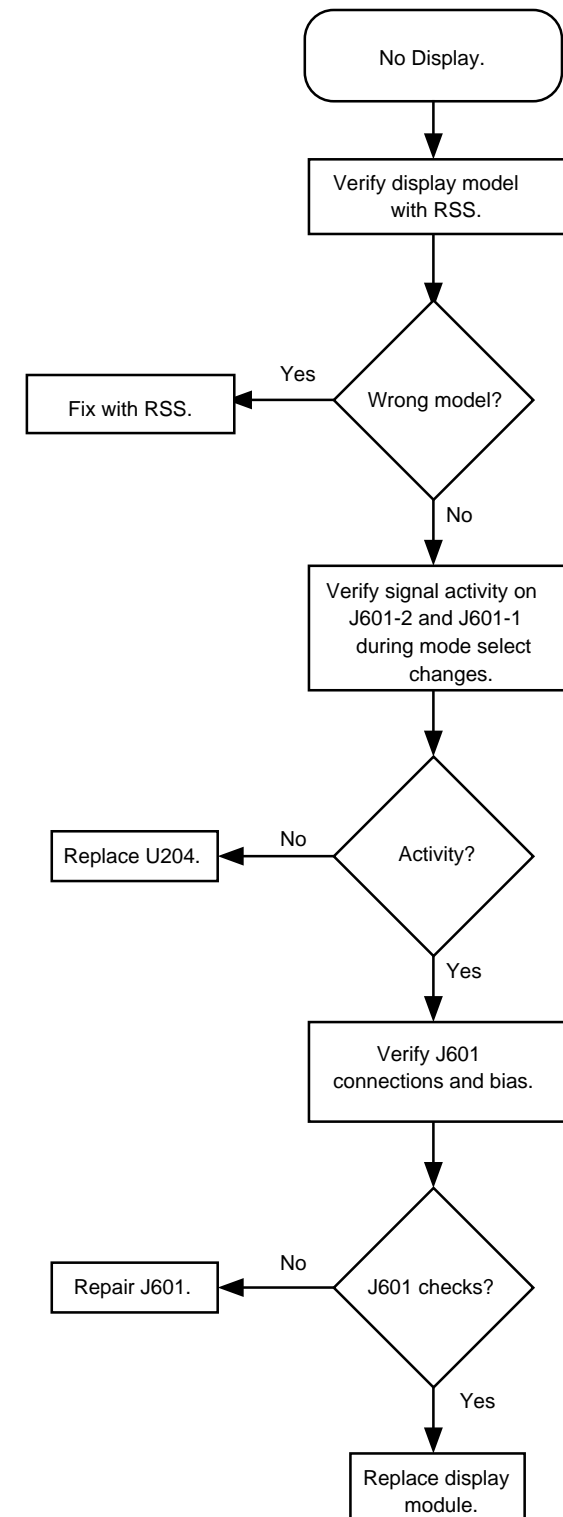 No Display.
Verify display model
with RSS.
Yes
Fix with RSS.
Wrong model?
No
Verify signal activity on
J601-2 and J601-1
during mode select
changes.
No
Replace U204.
Activity?
Yes
Verify J601
connections and bias.
No
Repair J601.
J601 checks?
Yes
Replace display
module.